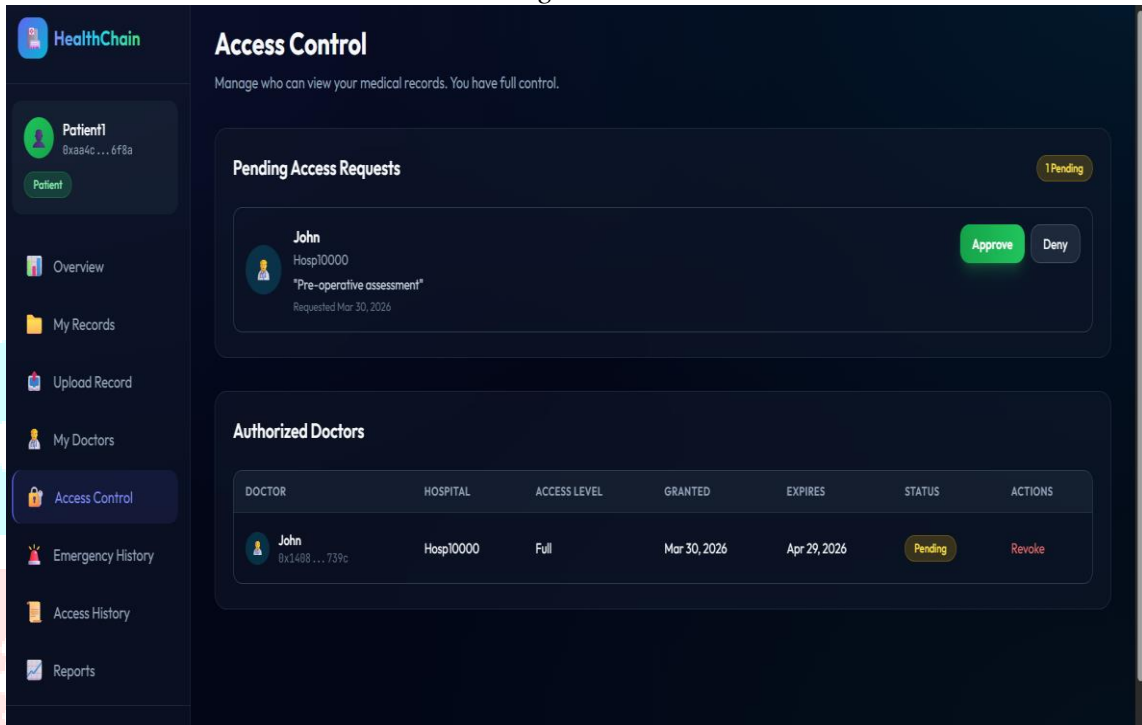 HealthChain
Patient1
0xaa4c...6f8a
Patient
Overview
My Records
Upload Record
My Doctors
Access Control
Emergency History
Access History
Reports
Access Control
Manage who can view your medical records. You have full control.
Pending Access Requests
1 Pending
John
Hosp10000
"Pre-operative assessment"
Requested Mar 30, 2026
Approve Deny
Authorized Doctors
DOCTOR HOSPITAL ACCESS LEVEL GRANTED EXPIRES STATUS ACTIONS
John
0x1408...739c
Hosp10000 Full Mar 30, 2026 Apr 29, 2026 Pending Revoke